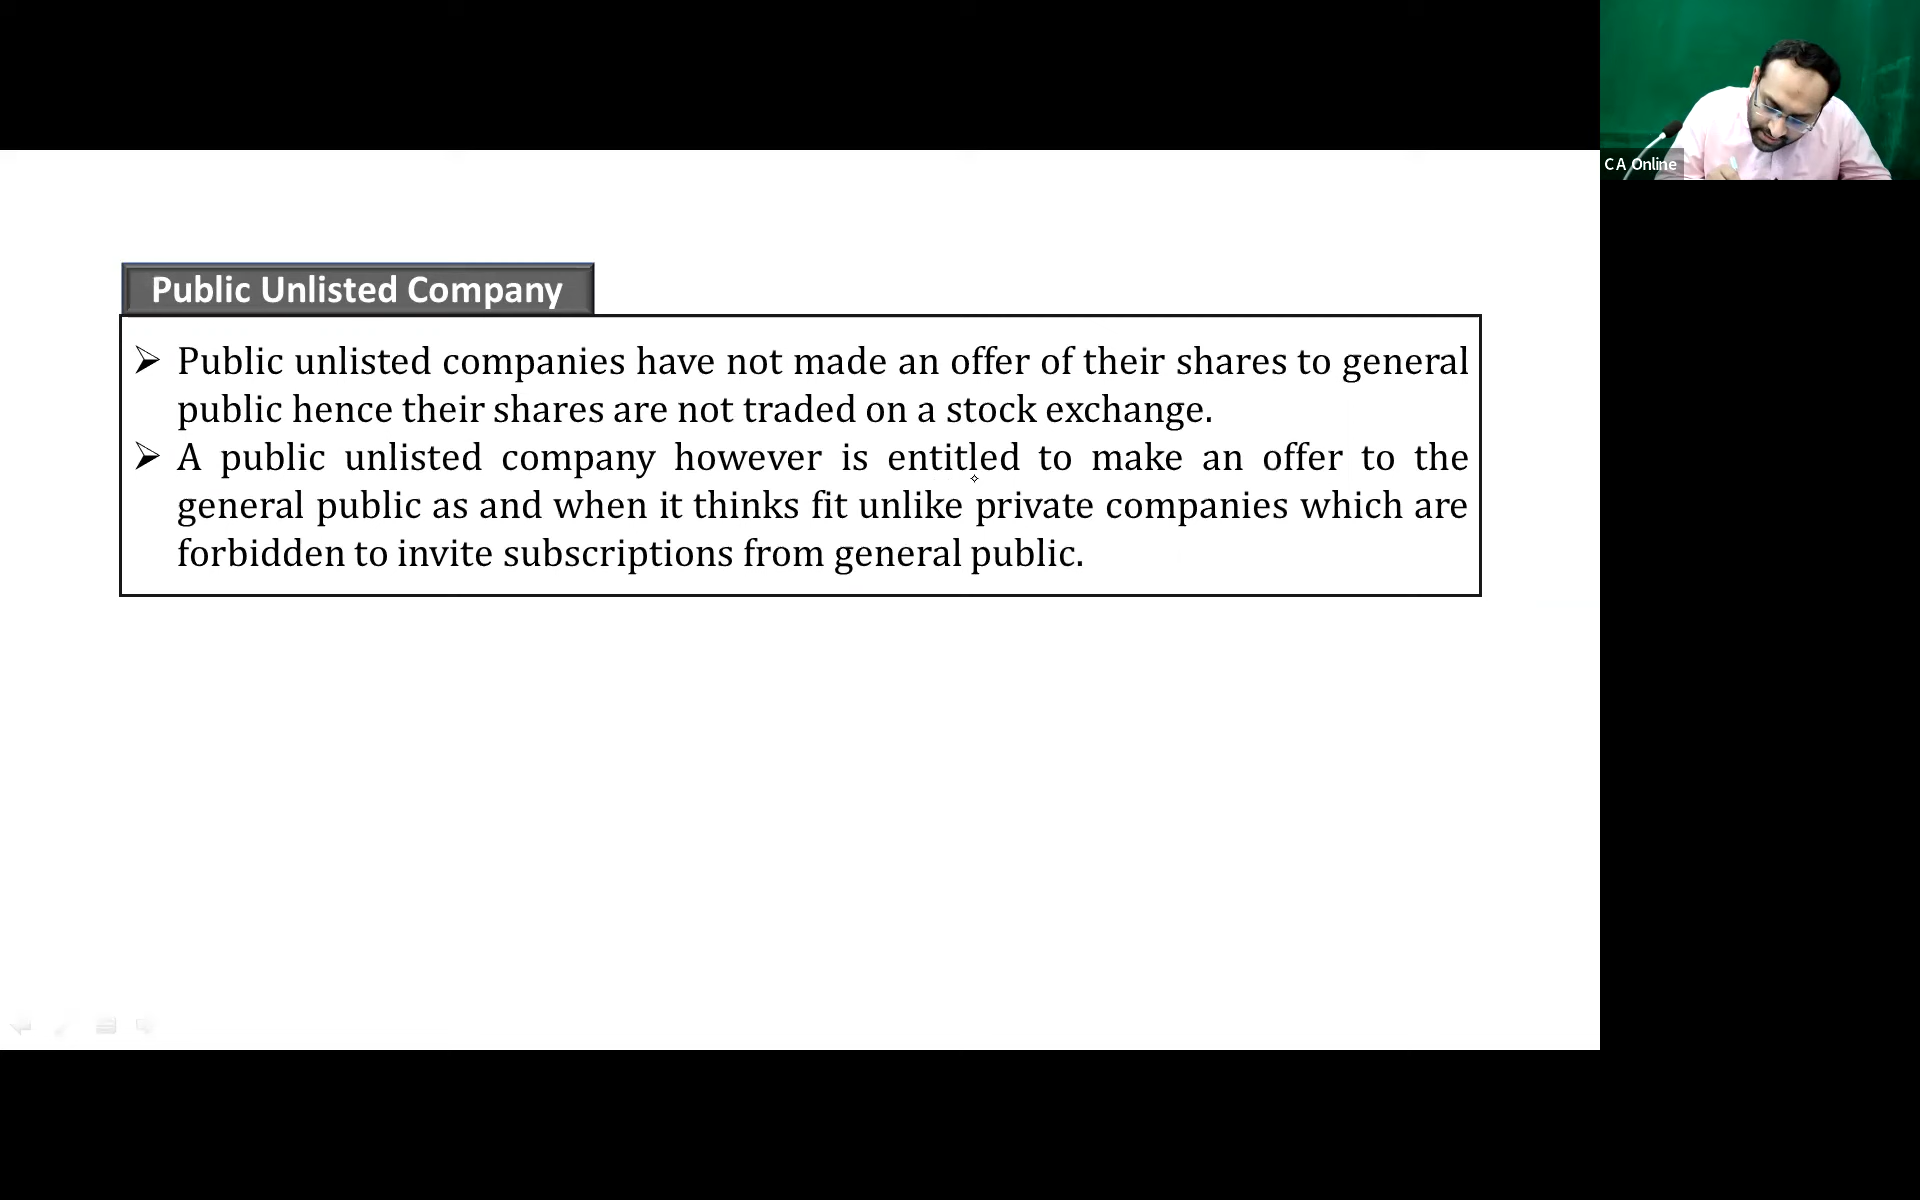 C A Online
Public Unlisted Company
Public unlisted companies have not made an offer of their shares to general
public hence their shares are not traded on a stock exchange.
A public unlisted company however is entitled to make an offer to the
general public as and when it thinks fit unlike private companies which are
forbidden to invite subscriptions from general public.